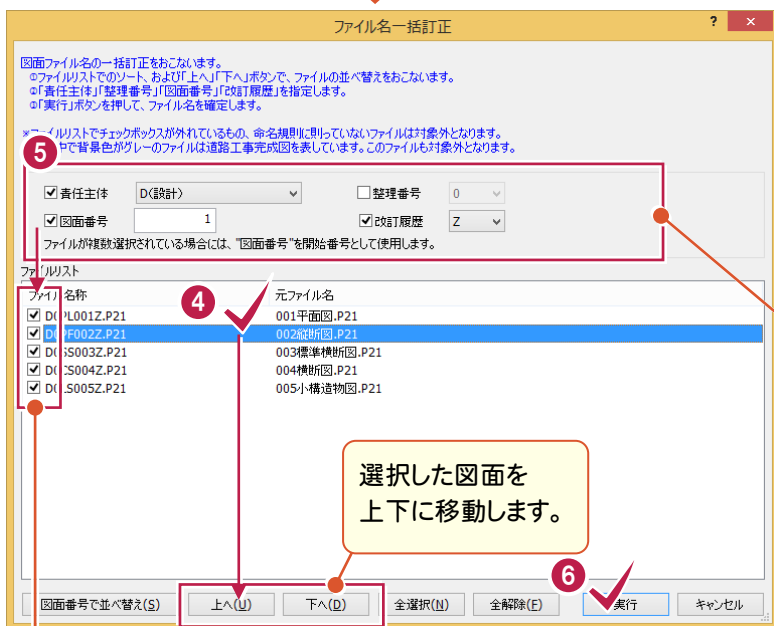 ファイル名一括訂正
? ×
図面ファイル名の一括訂正をおこないます。
①ファイルリストでのソート、および「上へ」「下へ」ボタンで、ファイルの並べ替えをおこないます。
②「責任主体」「整理番号」「図面番号」「改訂履歴」を指定します。
③「実行」ボタンを押して、ファイル名を確定します。
※ファイルリストでチェックボックスが外れているもの、命名規則に則っていないファイルは対象外となります。
中で背景色がグレーのファイルは道路工事完成図を表しています。このファイルも対象外となります。
5
責任主体 D(設計) 整理番号 0
図面番号 1 改訂履歴 Z
ファイルが複数選択されている場合には、"図面番号"を開始番号として使用します。
ファイルリスト
ファイル名称 元ファイル名
4
D0PL001Z.P21 001平面図.P21
D0PF002Z.P21 002縦断図.P21
D0SS003Z.P21 003標準横断図.P21
D0CS004Z.P21 004横断図.P21
D0LS005Z.P21 005小構造物図.P21
選択した図面を
上下に移動します。
6
図面番号で並べ替え(S) 上へ(U) 下へ(D) 全選択(N) 全解除(F) 実行 キャンセル